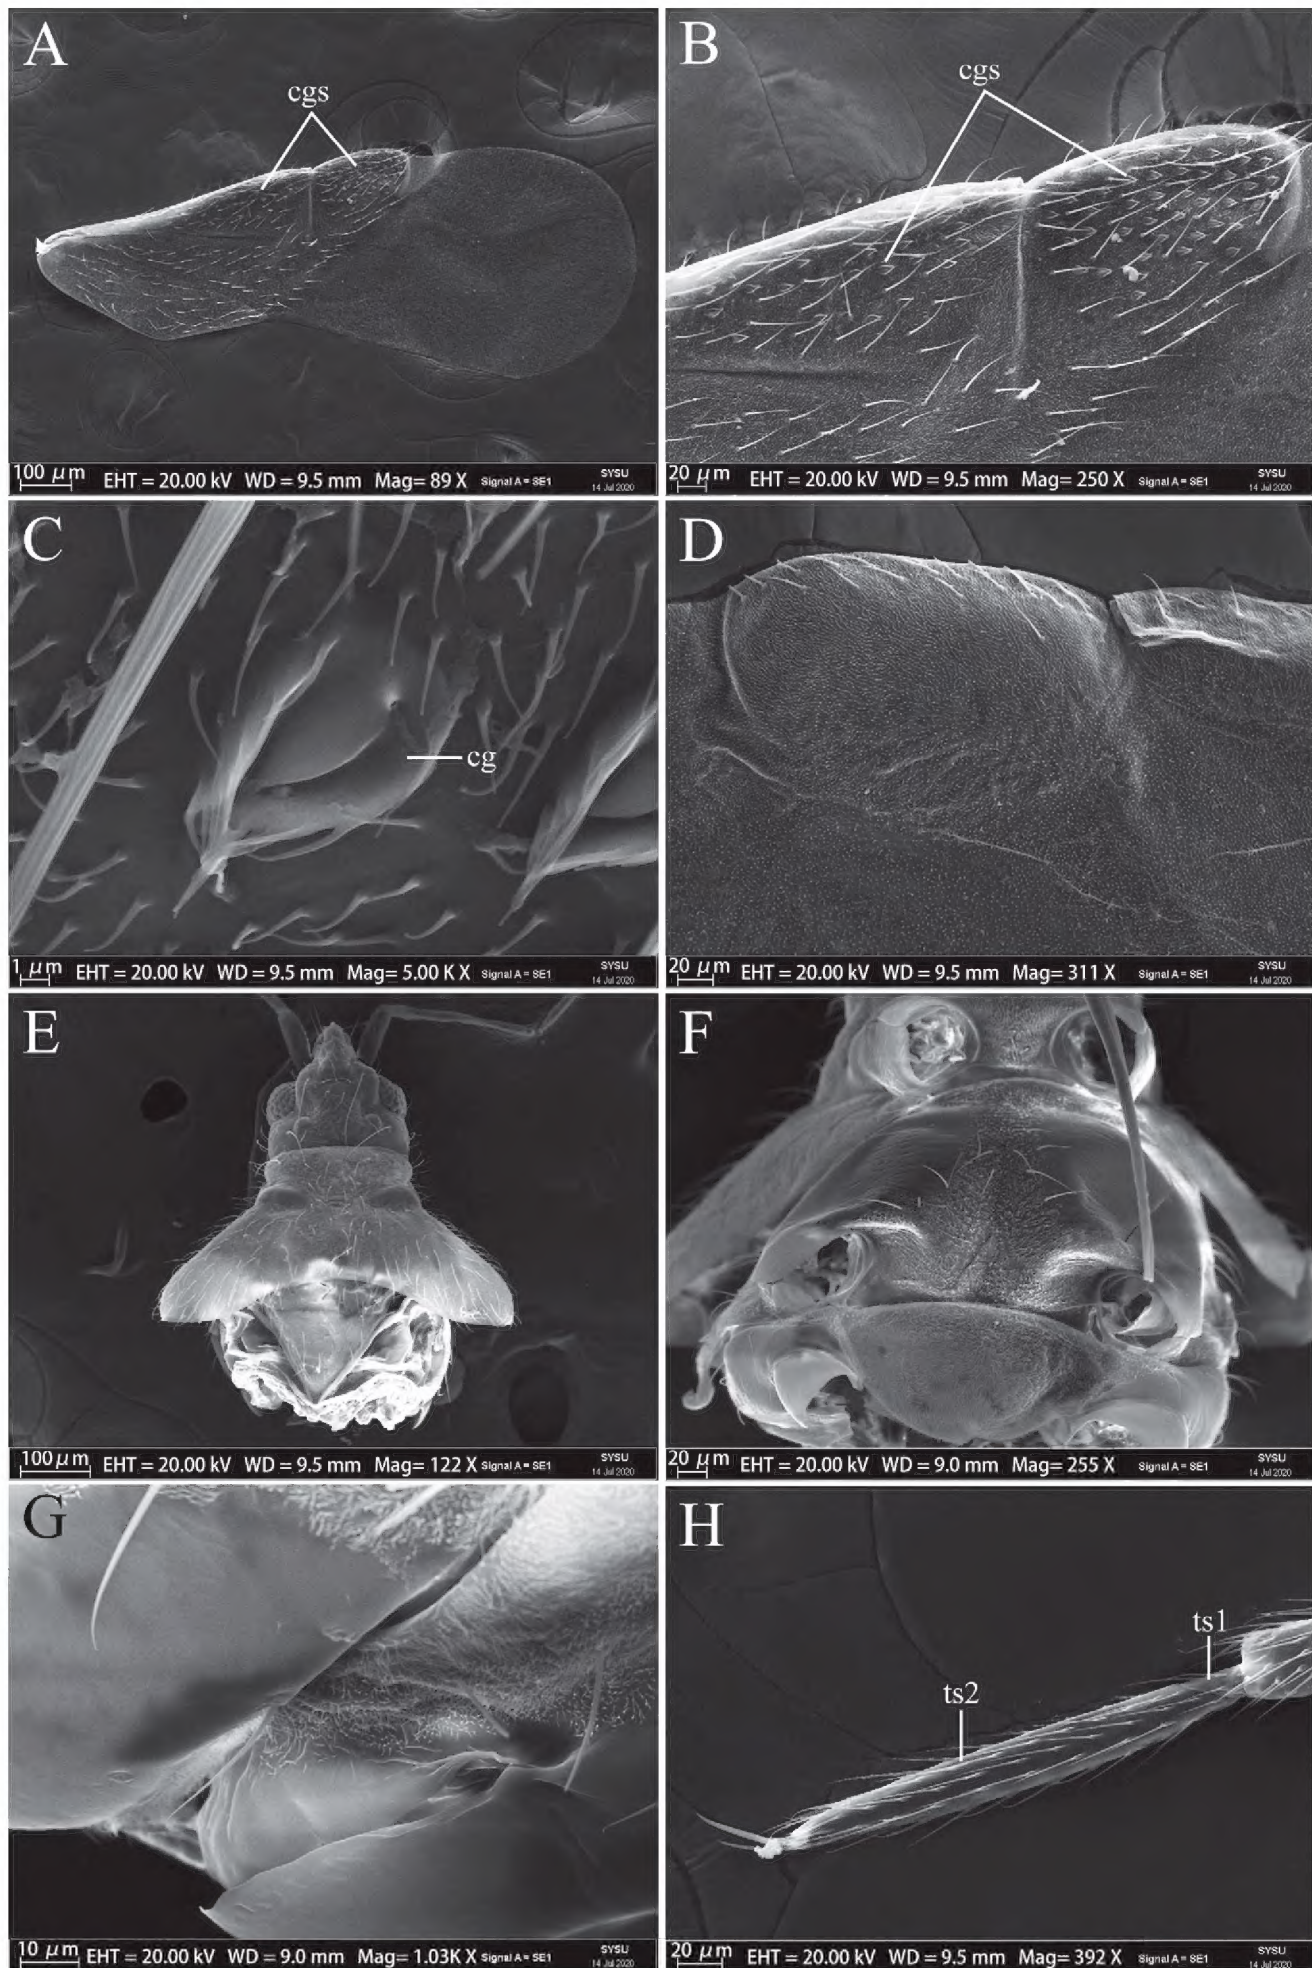 A
cgs
100 μm EHT = 20.00 kV WD = 9.5 mm Mag= 89 X Signal A = SE1 SYSU
14 Jul 2020
B
cgs
20 μm EHT = 20.00 kV WD = 9.5 mm Mag= 250 X Signal A = SE1 SYSU
14 Jul 2020
C
cg
1 μm EHT = 20.00 kV WD = 9.5 mm Mag= 5.00 K X Signal A = SE1 SYSU
14 Jul 2020
D
20 μm EHT = 20.00 kV WD = 9.5 mm Mag= 311 X Signal A = SE1 SYSU
14 Jul 2020
E
100 μm EHT = 20.00 kV WD = 9.5 mm Mag= 122 X Signal A = SE1 SYSU
14 Jul 2020
F
20 μm EHT = 20.00 kV WD = 9.0 mm Mag= 255 X Signal A = SE1 SYSU
14 Jul 2020
G
10 μm EHT = 20.00 kV WD = 9.0 mm Mag= 1.03K X Signal A = SE1 SYSU
14 Jul 2020
H
ts1
ts2
20 μm EHT = 20.00 kV WD = 9.5 mm Mag= 392 X Signal A = SE1 SYSU
14 Jul 2020